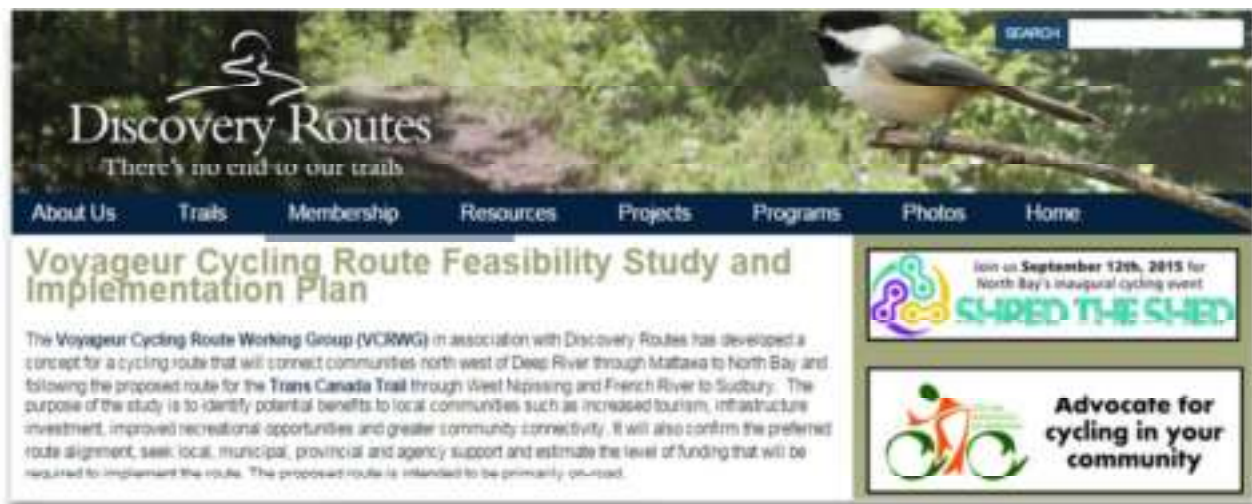 SEARCH
Discovery Routes
There's no end to our trails
About Us Trails Membership Resources Projects Programs Photos Home
Voyageur Cycling Route Feasibility Study and
Implementation Plan
The Voyageur Cycling Route Working Group (VCRWG) in association with Discovery Routes has developed a
concept for a cycling route that will connect communities north west of Deep River through Mattawa to North Bay and
following the proposed route for the Trans Canada Trail through West Nipissing and French River to Sudbury. The
purpose of the study is to identify potential benefits to local communities such as increased tourism, infrastructure
investment, improved recreational opportunities and greater community connectivity. It will also confirm the preferred
route alignment, seek local, municipal, provincial and agency support and estimate the level of funding that will be
required to implement the route. The proposed route is intended to be primarily on-road.
Join us September 12th, 2015 for
North Bay's inaugural cycling event
SHRED THE SHED
Advocate for
cycling in your
community